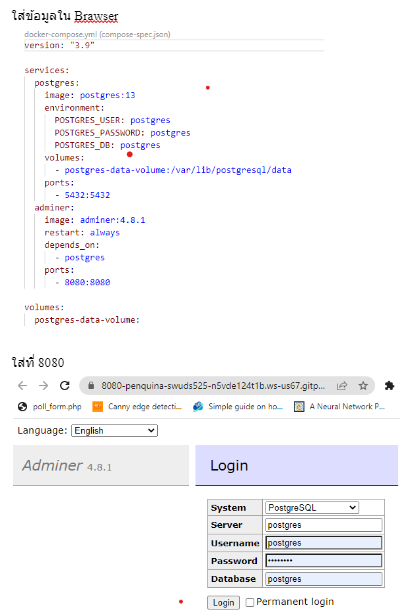 ใส่ข้อมูลใน Brawser
docker-compose.yml (compose-spec.json)
version: "3.9"
services:
postgres:
image: postgres:13
environment:
POSTGRES_USER: postgres
POSTGRES_PASSWORD: postgres
POSTGRES_DB: postgres
volumes:
- postgres-data-volume:/var/lib/postgresql/data
ports:
- 5432:5432
adminer:
image: adminer:4.8.1
restart: always
depends_on:
- postgres
ports:
- 8080:8080
volumes:
postgres-data-volume:
ใส่ที่ 8080
8080-penquina-swuds525-n5vde124t1b.ws-us67.gitp...
poll_form.php Canny edge detecti... Simple guide on ho... A Neural Network P...
Language: English
Adminer 4.8.1 Login
System PostgreSQL
Server postgres
Username postgres
Password ••••••••
Database postgres
Login Permanent login